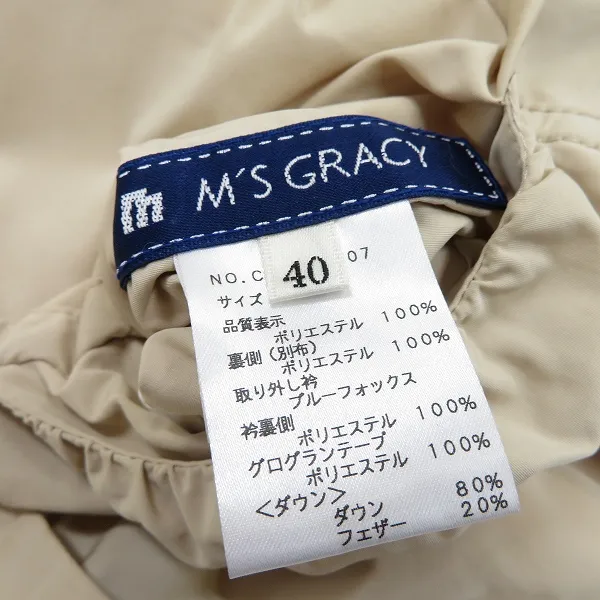 M'S GRACY
40
NO.C 07
サイズ
品質表示
ポリエステル 100%
裏側(別布)
ポリエステル 100%
取り外し衿
ブルーフォックス
衿裏側
ポリエステル 100%
グログランテープ
ポリエステル 100%
<ダウン>
ダウン 80%
フェザー 20%